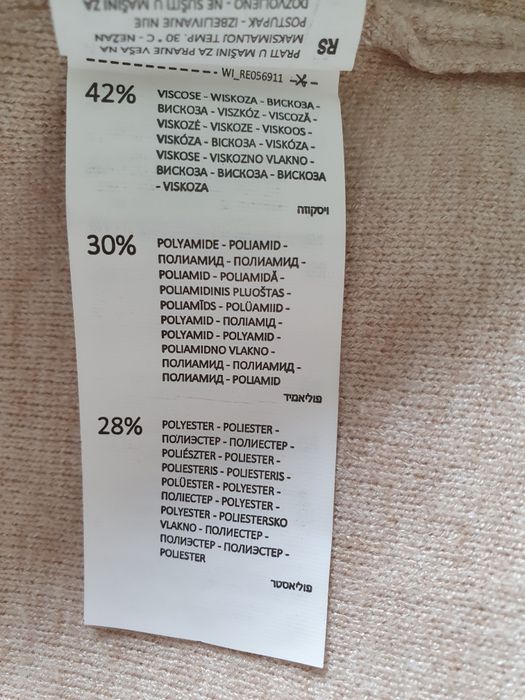 PRATI U MAŠINI ZA PRANJE VEŠA NA
MAKSIMALNOJ TEMP. 30 ° C - NEŽAN
POSTUPAK - IZBELJIVANJE NIJE
DOZVOLJENO - NE SUŠITI U MAŠINI ZA
RS
WI_RE056911
42%
VISCOSE - WISKOZA - ВИСКОЗА -
ВИСКОЗА - VISZKÓZ - VISCOZĂ -
VISKOZĖ - VISKOZE - VISKOOS -
VISKÓZA - ВІСКОЗА - VISKÓZA -
VISKOSE - VISKOZNO VLAKNO -
ВИСКОЗА - ВИСКОЗА - ВИСКОЗА
- VISKOZA
ויסקוזה
30%
POLYAMIDE - POLIAMID -
ПОЛИАМИД - ПОЛИАМИД -
POLIAMID - POLIAMIDĂ -
POLIAMIDINIS PLUOŠTAS -
POLIAMĪDS - POLÜAMIID -
POLYAMID - ПОЛІАМІД -
POLYAMID - POLYAMID -
POLIAMIDNO VLAKNO -
ПОЛИАМИД - ПОЛИАМИД -
ПОЛИАМИД - POLIAMID
פוליאמיד
28%
POLYESTER - POLIESTER -
ПОЛИЭСТЕР - ПОЛИЕСТЕР -
POLIÉSZTER - POLIESTER -
POLIESTERIS - POLIESTERIS -
POLÜESTER - POLYESTER -
ПОЛІЕСТЕР - POLYESTER -
POLYESTER - POLIESTERSKO
VLAKNO - ПОЛИЕСТЕР -
ПОЛИЭСТЕР - ПОЛИЭСТЕР -
POLIESTER
פוליאסטר